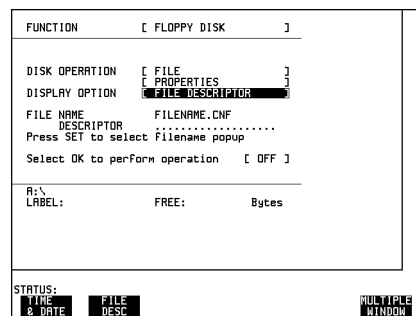 FUNCTION [ FLOPPY DISK ]
DISK OPERATION [ FILE ]
[ PROPERTIES ]
DISPLAY OPTION [ FILE DESCRIPTOR ]
FILE NAME FILENAME.CNF
DESCRIPTOR ...................
Press SET to select Filename popup
Select OK to perform operation [ OFF ]
A:\
LABEL: FREE: Bytes
STATUS:
TIME & DATE FILE DESC MULTIPLE WINDOW